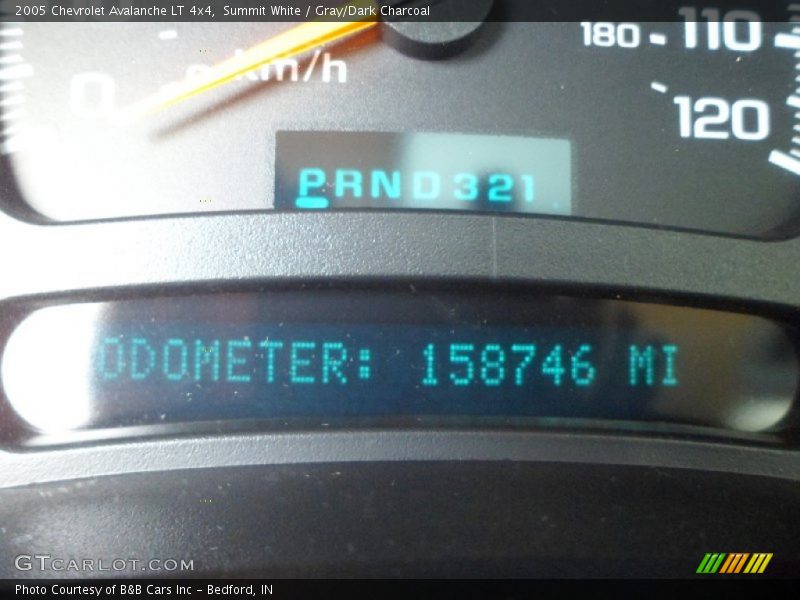 2005 Chevrolet Avalanche LT 4x4, Summit White / Gray/Dark Charcoal
180 110
0 km/h
120
PRND321
ODOMETER: 158746 MI
GTCARLOT.COM
Photo Courtesy of B&B Cars Inc - Bedford, IN